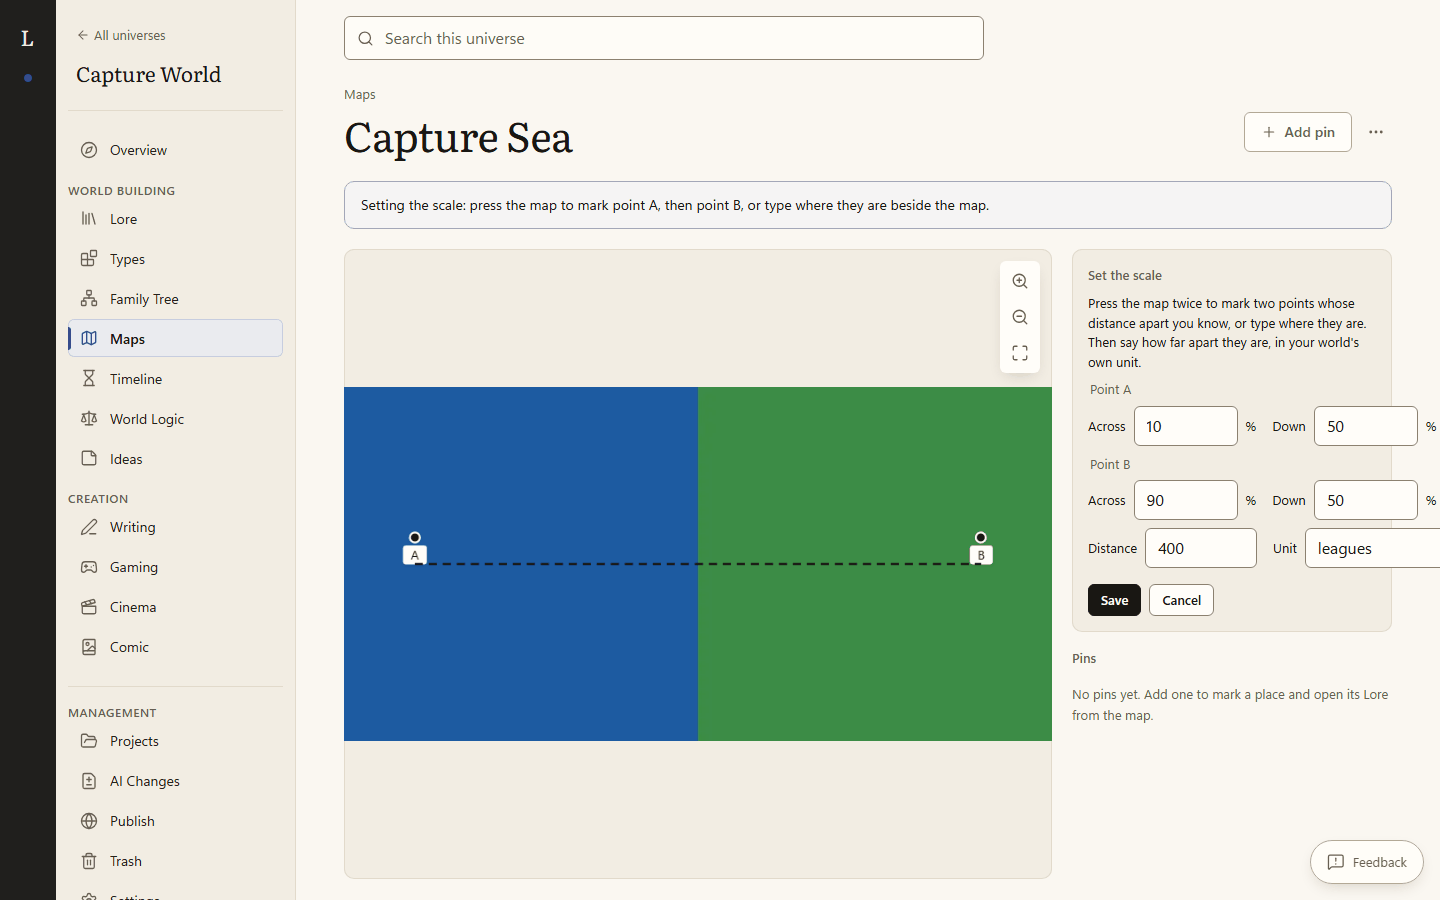 L
All universes
Capture World
Overview
WORLD BUILDING
Lore
Types
Family Tree
Maps
Timeline
World Logic
Ideas
CREATION
Writing
Gaming
Cinema
Comic
MANAGEMENT
Projects
AI Changes
Publish
Trash
Settings
Search this universe
Maps
Capture Sea
Add pin
Setting the scale: press the map to mark point A, then point B, or type where they are beside the map.
A
B
Set the scale
Press the map twice to mark two points whose
distance apart you know, or type where they are.
Then say how far apart they are, in your world's
own unit.
Point A
Across 10 % Down 50 %
Point B
Across 90 % Down 50 %
Distance 400 Unit leagues
Save Cancel
Pins
No pins yet. Add one to mark a place and open its Lore
from the map.
Feedback